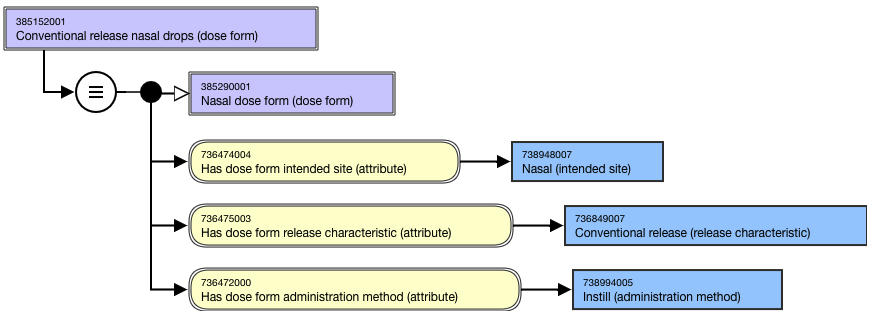 385152001
Conventional release nasal drops (dose form)
385290001
Nasal dose form (dose form)
736474004
Has dose form intended site (attribute)
738948007
Nasal (intended site)
736475003
Has dose form release characteristic (attribute)
736849007
Conventional release (release characteristic)
736472000
Has dose form administration method (attribute)
738994005
Instill (administration method)